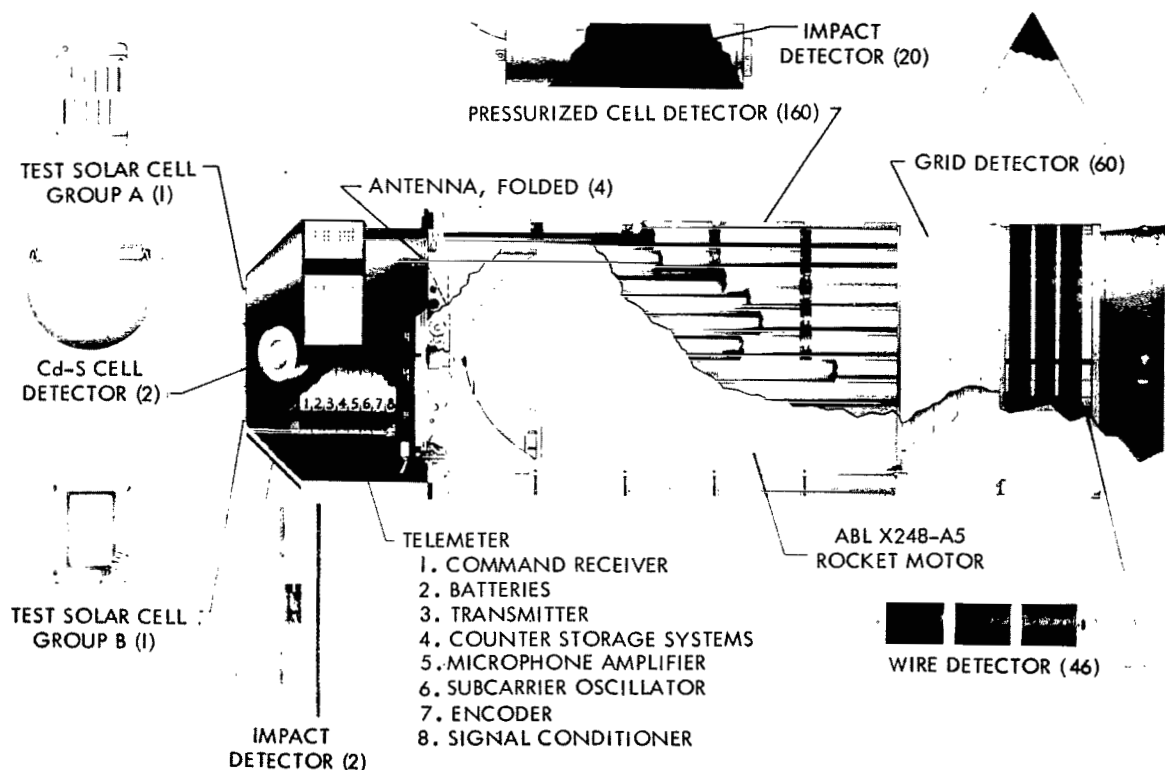 IMPACT
DETECTOR (20)
PRESSURIZED CELL DETECTOR (160)
TEST SOLAR CELL
GROUP A (1)
ANTENNA, FOLDED (4)
GRID DETECTOR (60)
Cd-S CELL
DETECTOR (2)
1,2,3,4,5,6,7,8
TELEMETER
1. COMMAND RECEIVER
2. BATTERIES
3. TRANSMITTER
4. COUNTER STORAGE SYSTEMS
5. MICROPHONE AMPLIFIER
6. SUBCARRIER OSCILLATOR
7. ENCODER
8. SIGNAL CONDITIONER
ABL X248-A5
ROCKET MOTOR
TEST SOLAR CELL
GROUP B (1)
WIRE DETECTOR (46)
IMPACT
DETECTOR (2)